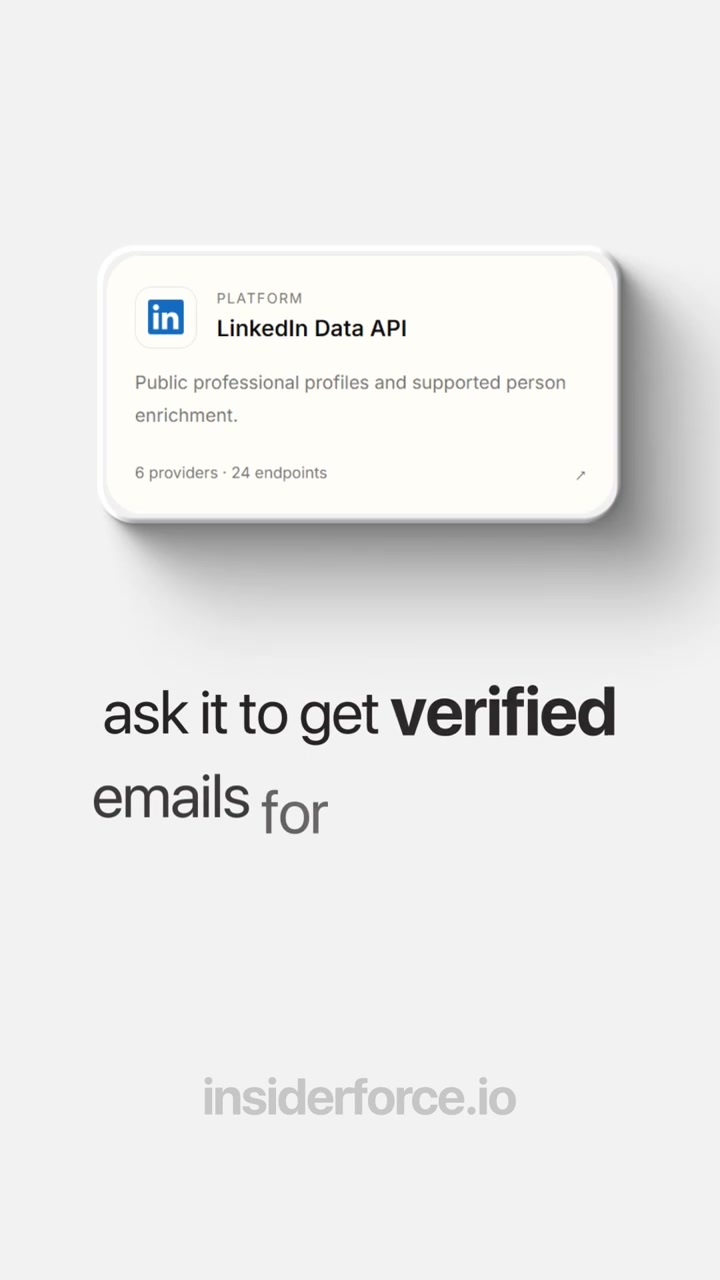 in
PLATFORM
LinkedIn Data API
Public professional profiles and supported person
enrichment.
6 providers · 24 endpoints
↗
ask it to get verified
emails for
insiderforce.io